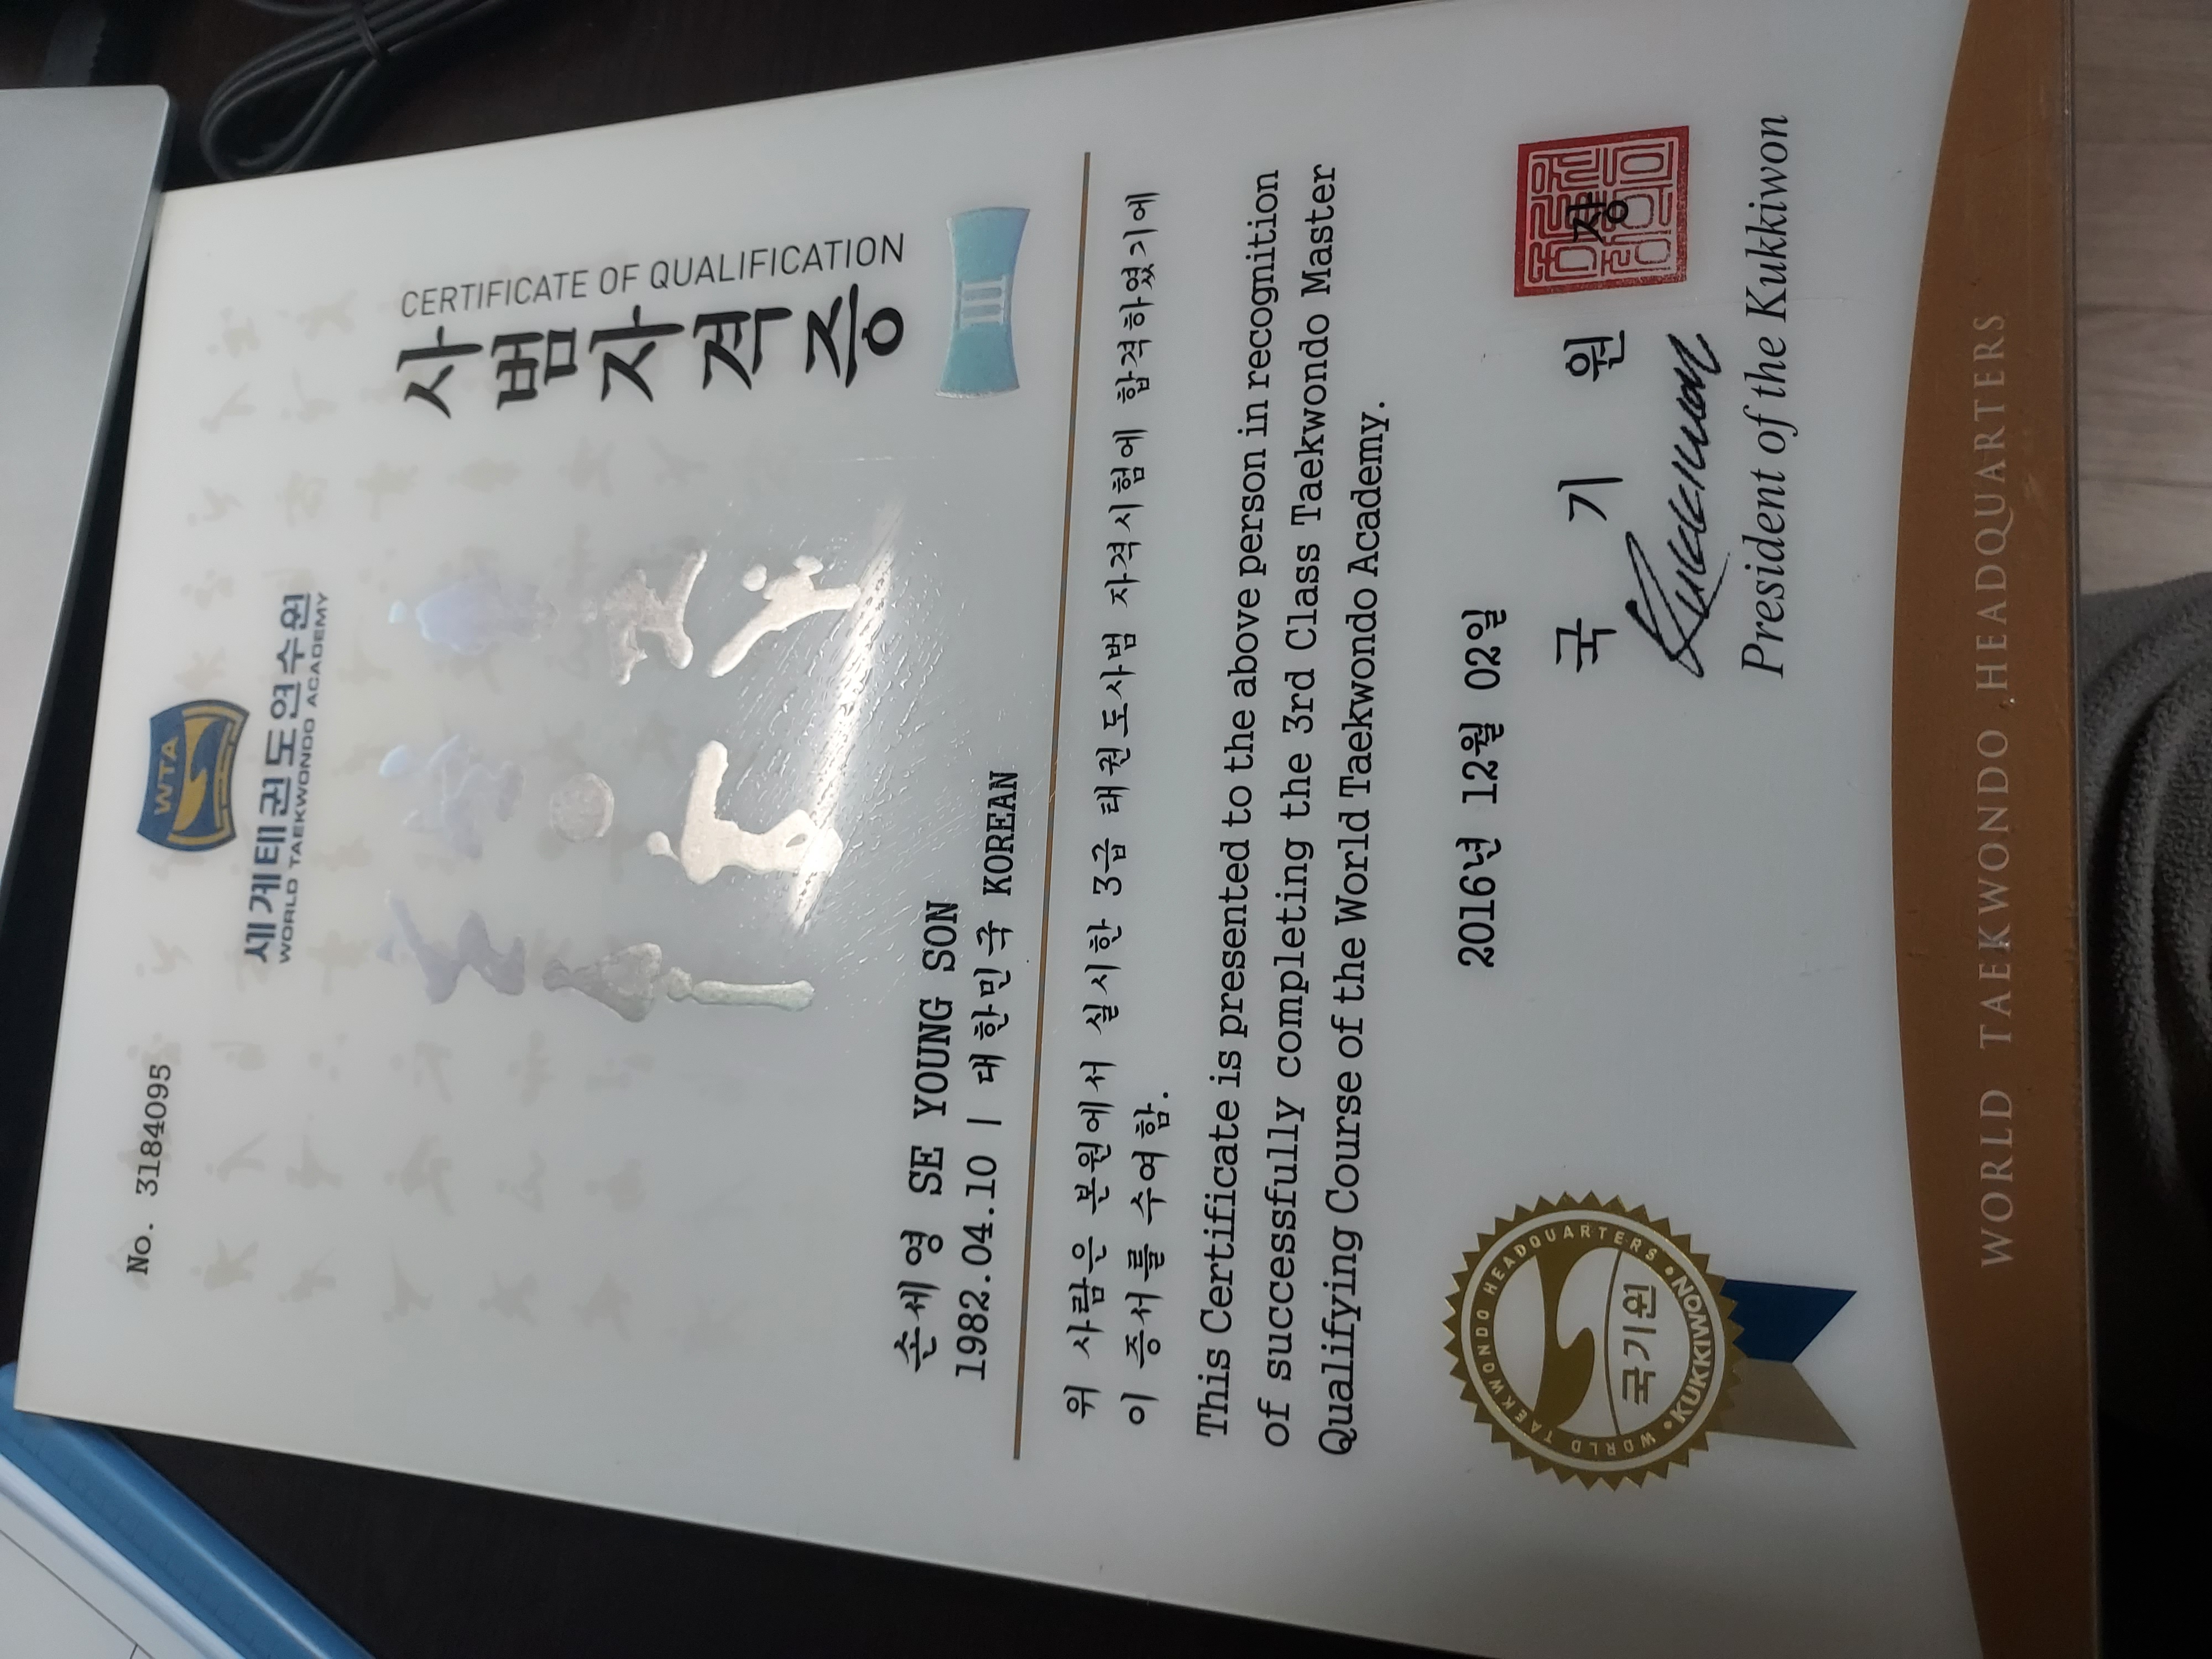 No. 31840​95
WTA
세계태권도연수원
WORLD TAEKWONDO ACADEMY
CERTIFICATE OF QUALIFICATION
사범자격증
III
손세영 SE YOUNG SON
1982.04.10 | 대한민국 KOREAN
위 사람은 본원에서 실시한 3급 태권도사범 자격시험에 합격하였기에
이 증서를 수여함.
This Certificate is presented to the above person in recognition
of successfully completing the 3rd Class Taekwondo Master
Qualifying Course of the World Taekwondo Academy.
2016년 12월 02일
국 기 원 장
President of the Kukkiwon
WORLD TAEKWONDO HEADQUARTERS
국기원
KUKKIWON
WORLD TAEKWONDO HEADQUARTERS